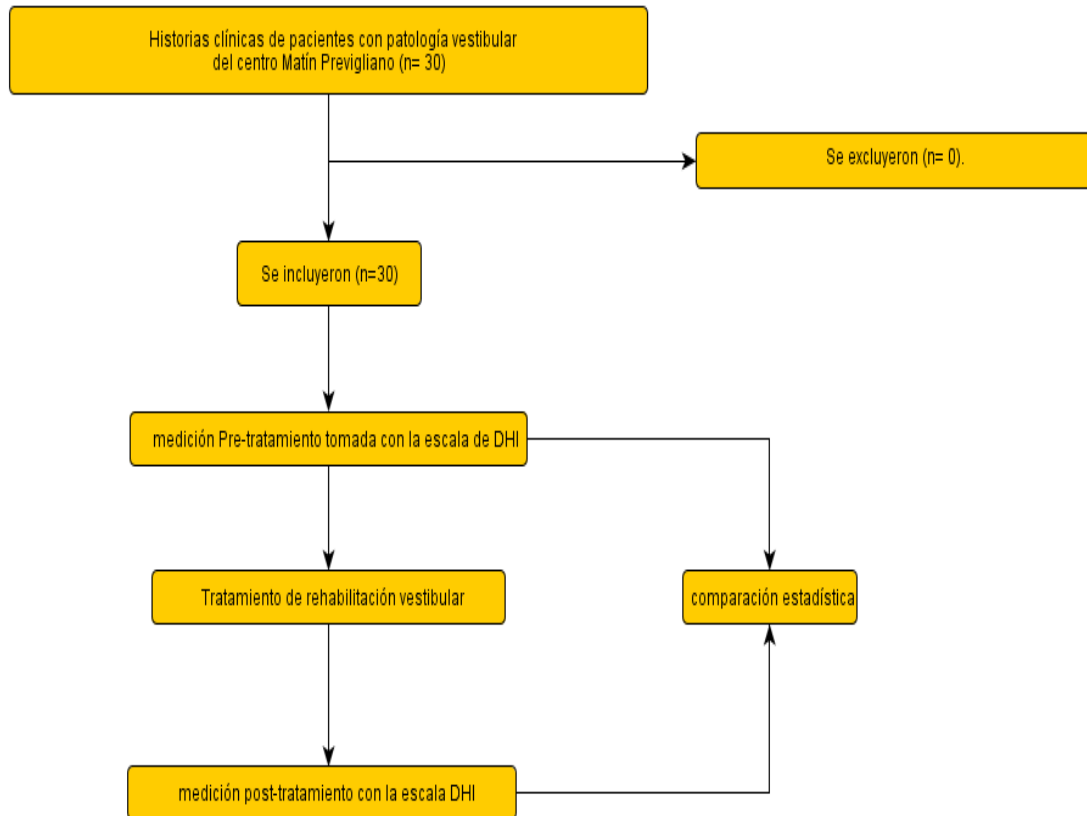 Historias clínicas de pacientes con patología vestibular
del centro Matín Previgliano (n= 30)
Se excluyeron (n= 0).
Se incluyeron (n=30)
medición Pre-tratamiento tomada con la escala de DHI
Tratamiento de rehabilitación vestibular
comparación estadística
medición post-tratamiento con la escala DHI